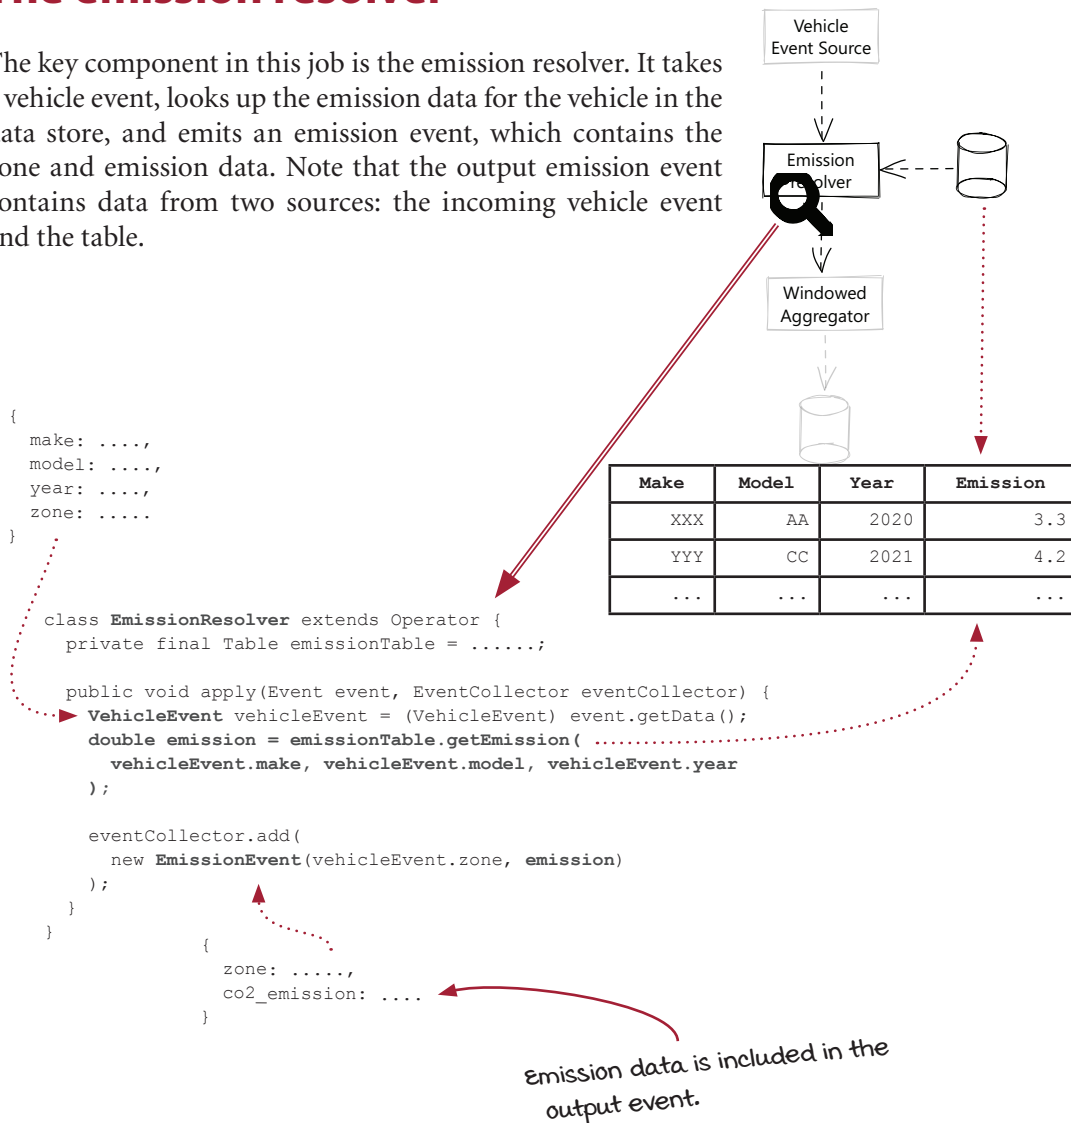 The emission resolver
The key component in this job is the emission resolver. It takes
vehicle event, looks up the emission data for the vehicle in the
data store, and emits an emission event, which contains the
zone and emission data. Note that the output emission event
contains data from two sources: the incoming vehicle event
and the table.
Vehicle
Event Source
Emission
resolver
Windowed
Aggregator
{
make: ....,
model: ....,
year: ....,
zone: .....
}
Make Model Year Emission
XXX AA 2020 3.3
YYY CC 2021 4.2
... ... ... ...
class EmissionResolver extends Operator {
private final Table emissionTable = ......;
public void apply(Event event, EventCollector eventCollector) {
VehicleEvent vehicleEvent = (VehicleEvent) event.getData();
double emission = emissionTable.getEmission(
vehicleEvent.make, vehicleEvent.model, vehicleEvent.year
);
eventCollector.add(
new EmissionEvent(vehicleEvent.zone, emission)
);
}
}
{
zone: .....,
co2_emission: ....
}
Emission data is included in the
output event.